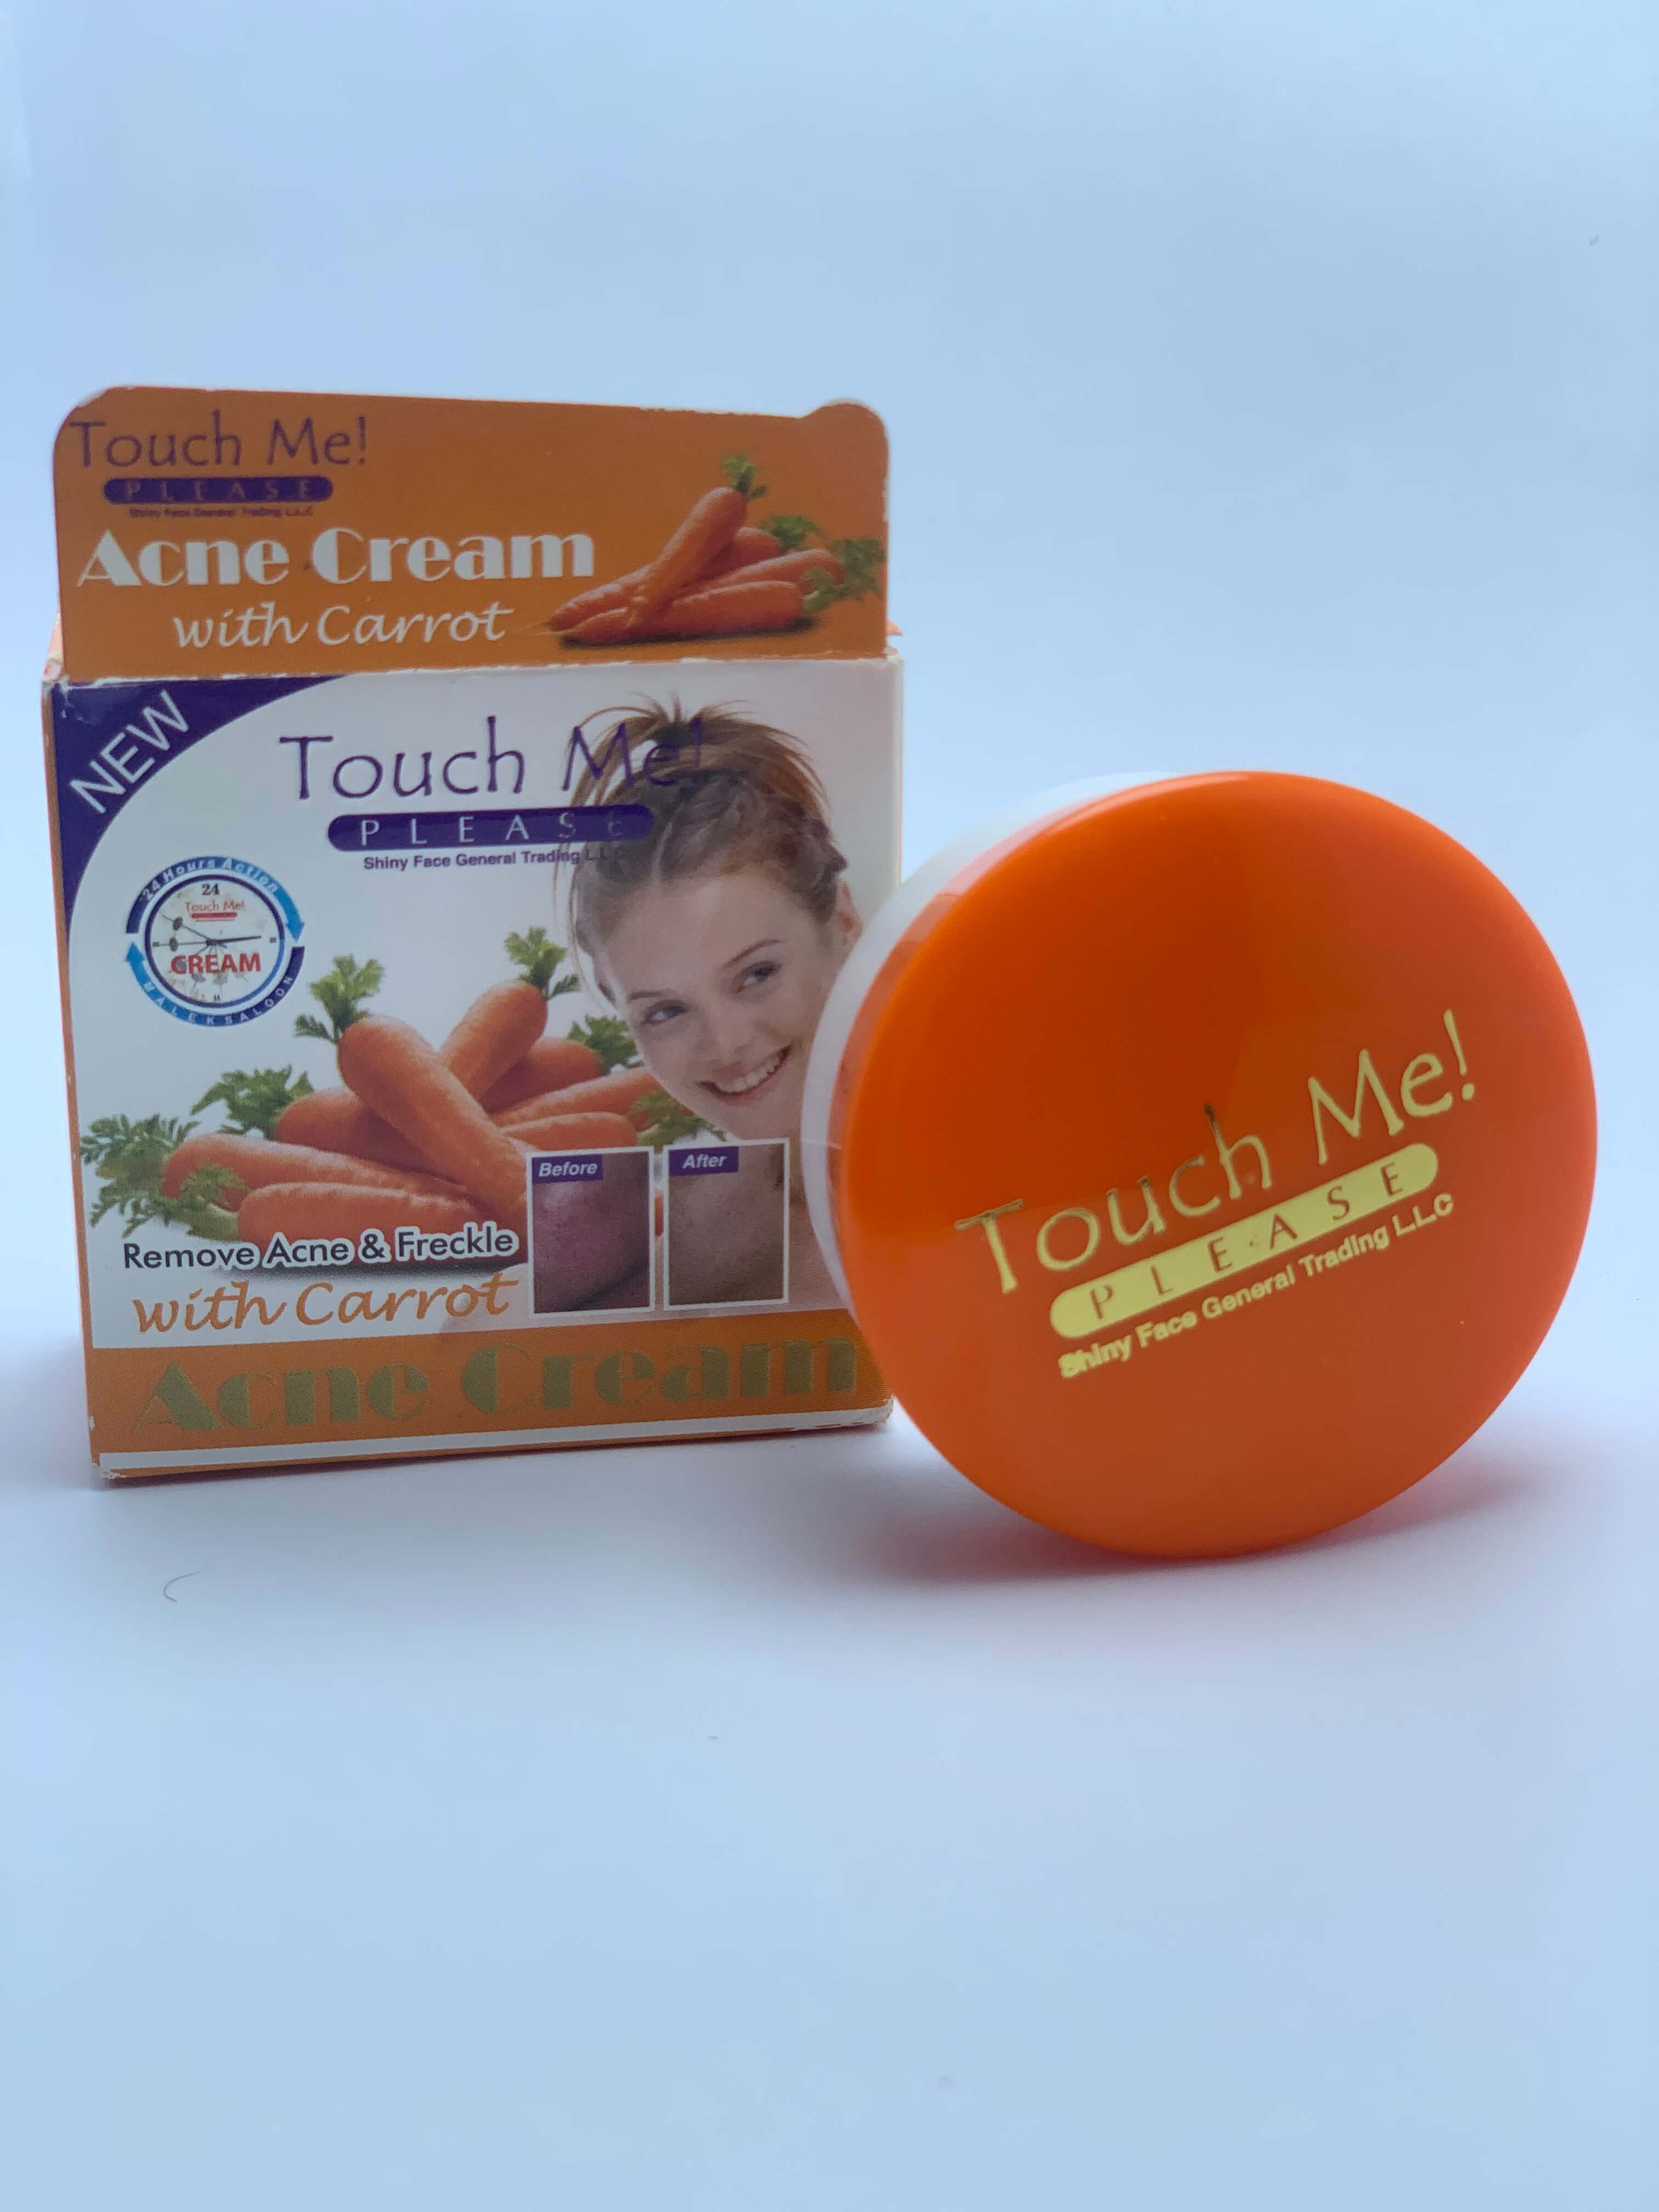 Touch Me!
PLEASE
Shiny Face General Trading L.L.C
Acne Cream
with Carrot
NEW
Touch Me!
PLEASE
Shiny Face General Trading L.L.C
24 Hours Action
24
Touch Me!
CREAM
MALEK SALOON
Before
After
Remove Acne & Freckle
with Carrot
Acne Cream
Touch Me!
PLEASE
Shiny Face General Trading L.L.C